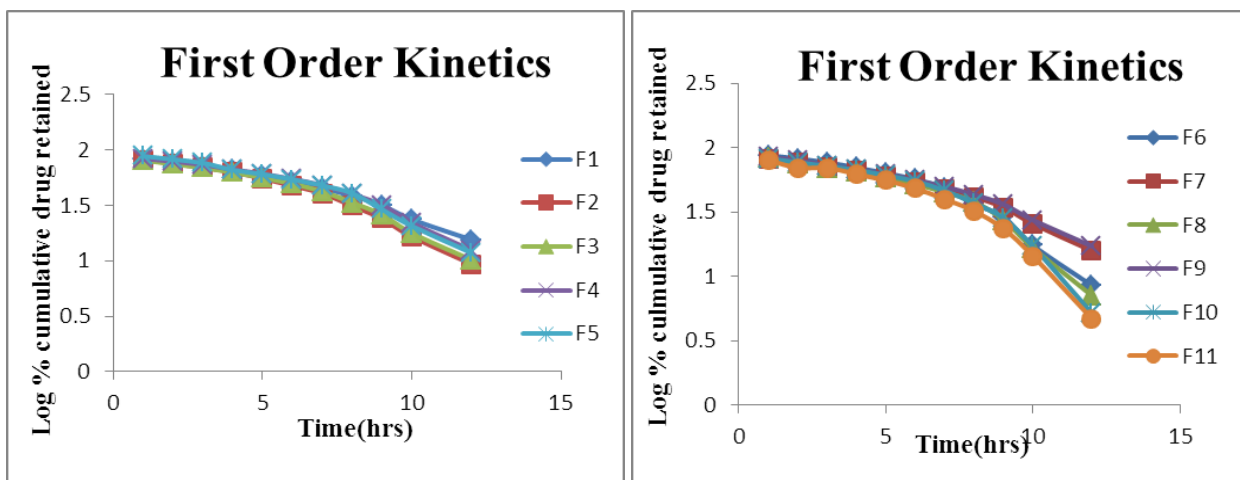 First Order Kinetics
Log % cumulative drug retained
2.5
2
1.5
1
0.5
0
0
5
10
15
Time(hrs)
F1
F2
F3
F4
F5
First Order Kinetics
Log % culmulative drug retained
2.5
2
1.5
1
0.5
0
0
5
10
15
Time(hrs)
F6
F7
F8
F9
F10
F11